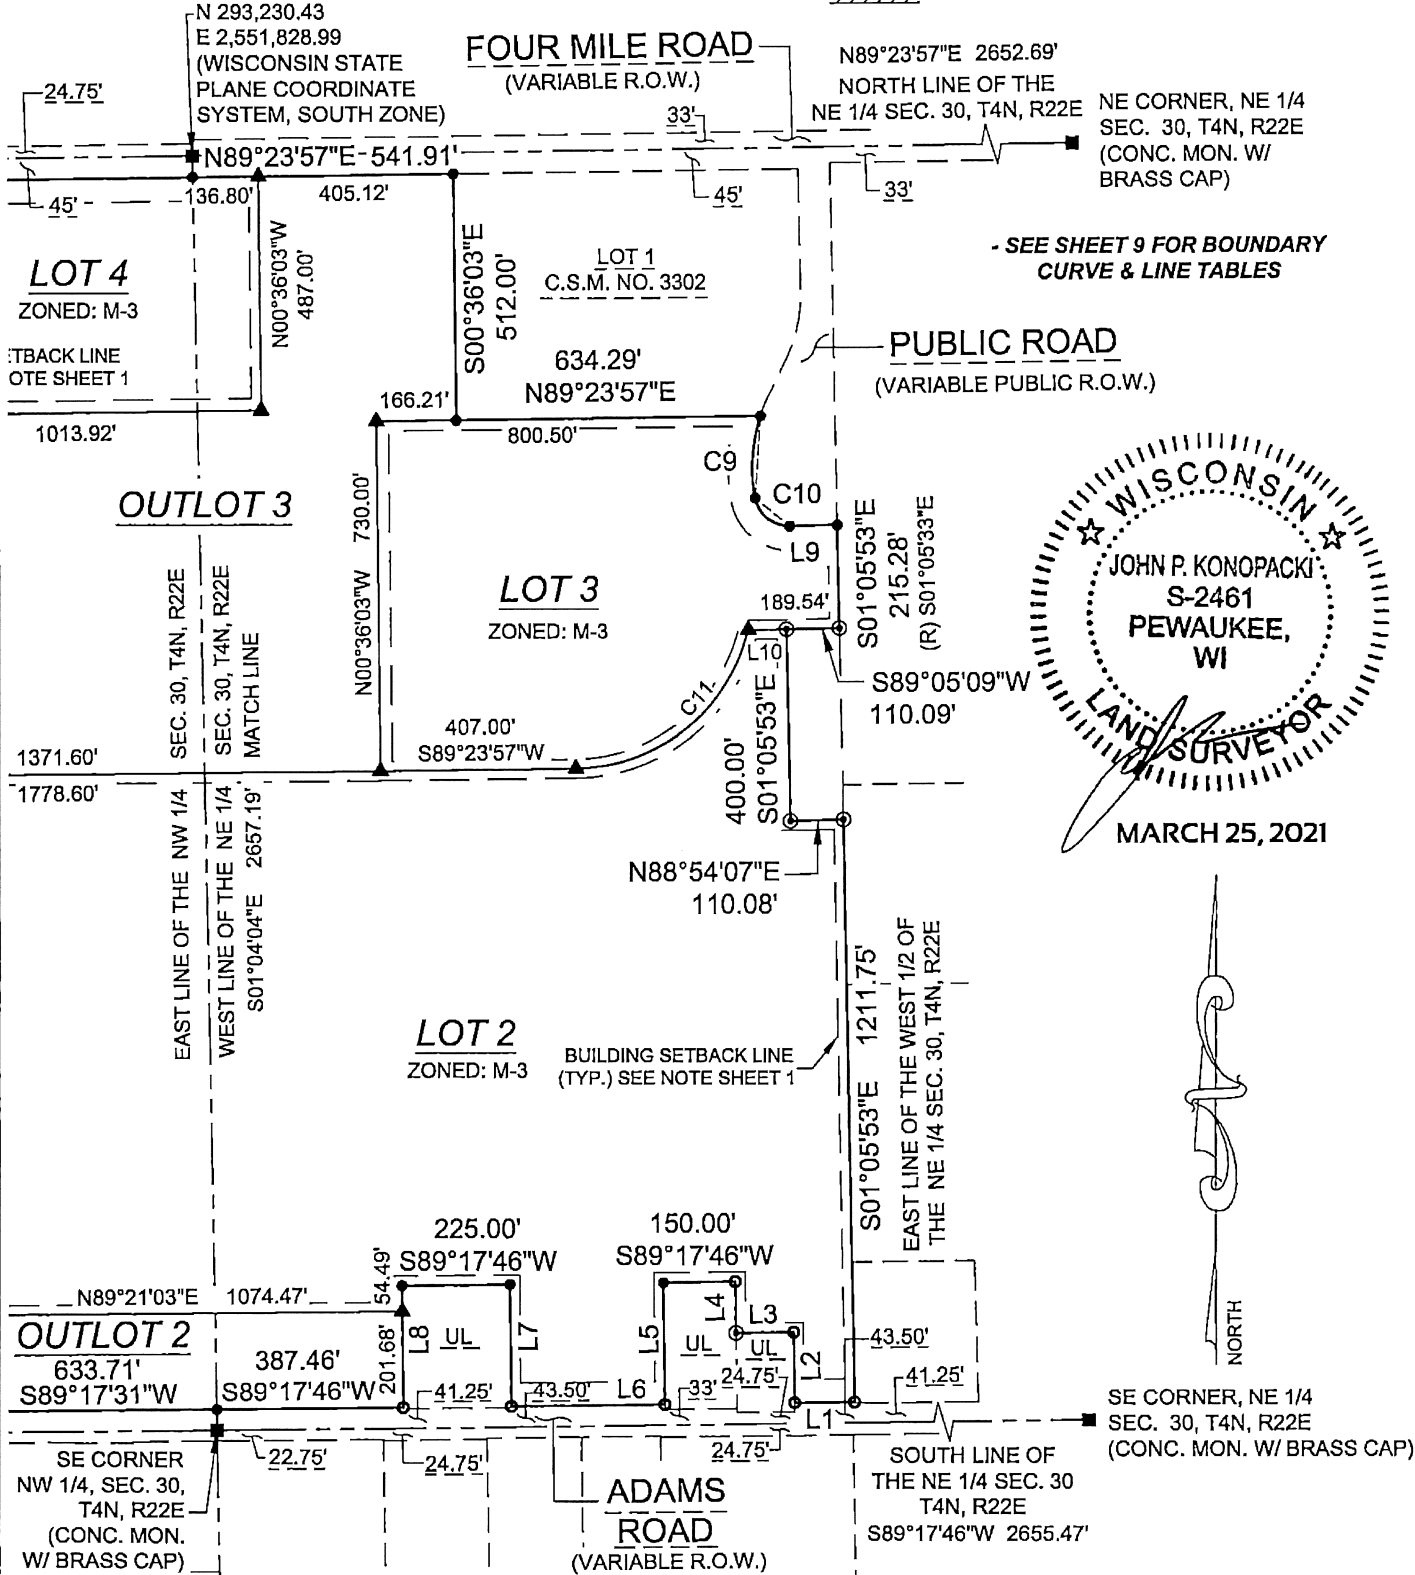 N 293,230.43
E 2,551,828.99
(WISCONSIN STATE
PLANE COORDINATE
SYSTEM, SOUTH ZONE)
FOUR MILE ROAD
(VARIABLE R.O.W.)
N89°23'57"E 2652.69'
NORTH LINE OF THE
NE 1/4 SEC. 30, T4N, R22E
NE CORNER, NE 1/4
SEC. 30, T4N, R22E
(CONC. MON. W/
BRASS CAP)
24.75'
33'
N89°23'57"E 541.91'
136.80'
405.12'
45'
45'
33'
LOT 4
ZONED: M-3
N00°36'03"W
487.00'
S00°36'03"E
512.00'
LOT 1
C.S.M. NO. 3302
- SEE SHEET 9 FOR BOUNDARY
CURVE & LINE TABLES
PUBLIC ROAD
(VARIABLE PUBLIC R.O.W.)
TBACK LINE
OTE SHEET 1
634.29'
N89°23'57"E
166.21'
800.50'
1013.92'
C9
C10
L9
OUTLOT 3
N00°36'03"W 730.00'
LOT 3
ZONED: M-3
S01°05'53"E
215.28'
(R) S01°05'33"E
WISCONSIN
JOHN P. KONOPACKI
S-2461
PEWAUKEE,
WI
LAND SURVEYOR
MARCH 25, 2021
189.54'
L10
S89°05'09"W
110.09'
C11
407.00'
S89°23'57"W
400.00'
S01°05'53"E
1371.60'
1778.60'
EAST LINE OF THE NW 1/4 SEC. 30, T4N, R22E
WEST LINE OF THE NE 1/4 SEC. 30, T4N, R22E
S01°04'04"E 2657.19'
MATCH LINE
N88°54'07"E
110.08'
LOT 2
ZONED: M-3
BUILDING SETBACK LINE
(TYP.) SEE NOTE SHEET 1
S01°05'53"E 1211.75'
EAST LINE OF THE WEST 1/2 OF
THE NE 1/4 SEC. 30, T4N, R22E
NORTH
225.00'
S89°17'46"W
150.00'
S89°17'46"W
N89°21'03"E 1074.47'
54.49'
OUTLOT 2
633.71'
S89°17'31"W
387.46'
S89°17'46"W
201.68'
L8
UL
L7
L5
L4
L3
UL
UL
L2
43.50'
41.25'
43.50'
L6
33'
24.75'
L1
41.25'
22.75'
24.75'
24.75'
SE CORNER
NW 1/4, SEC. 30,
T4N, R22E
(CONC. MON.
W/ BRASS CAP)
ADAMS
ROAD
(VARIABLE R.O.W.)
SOUTH LINE OF
THE NE 1/4 SEC. 30
T4N, R22E
S89°17'46"W 2655.47'
SE CORNER, NE 1/4
SEC. 30, T4N, R22E
(CONC. MON. W/ BRASS CAP)